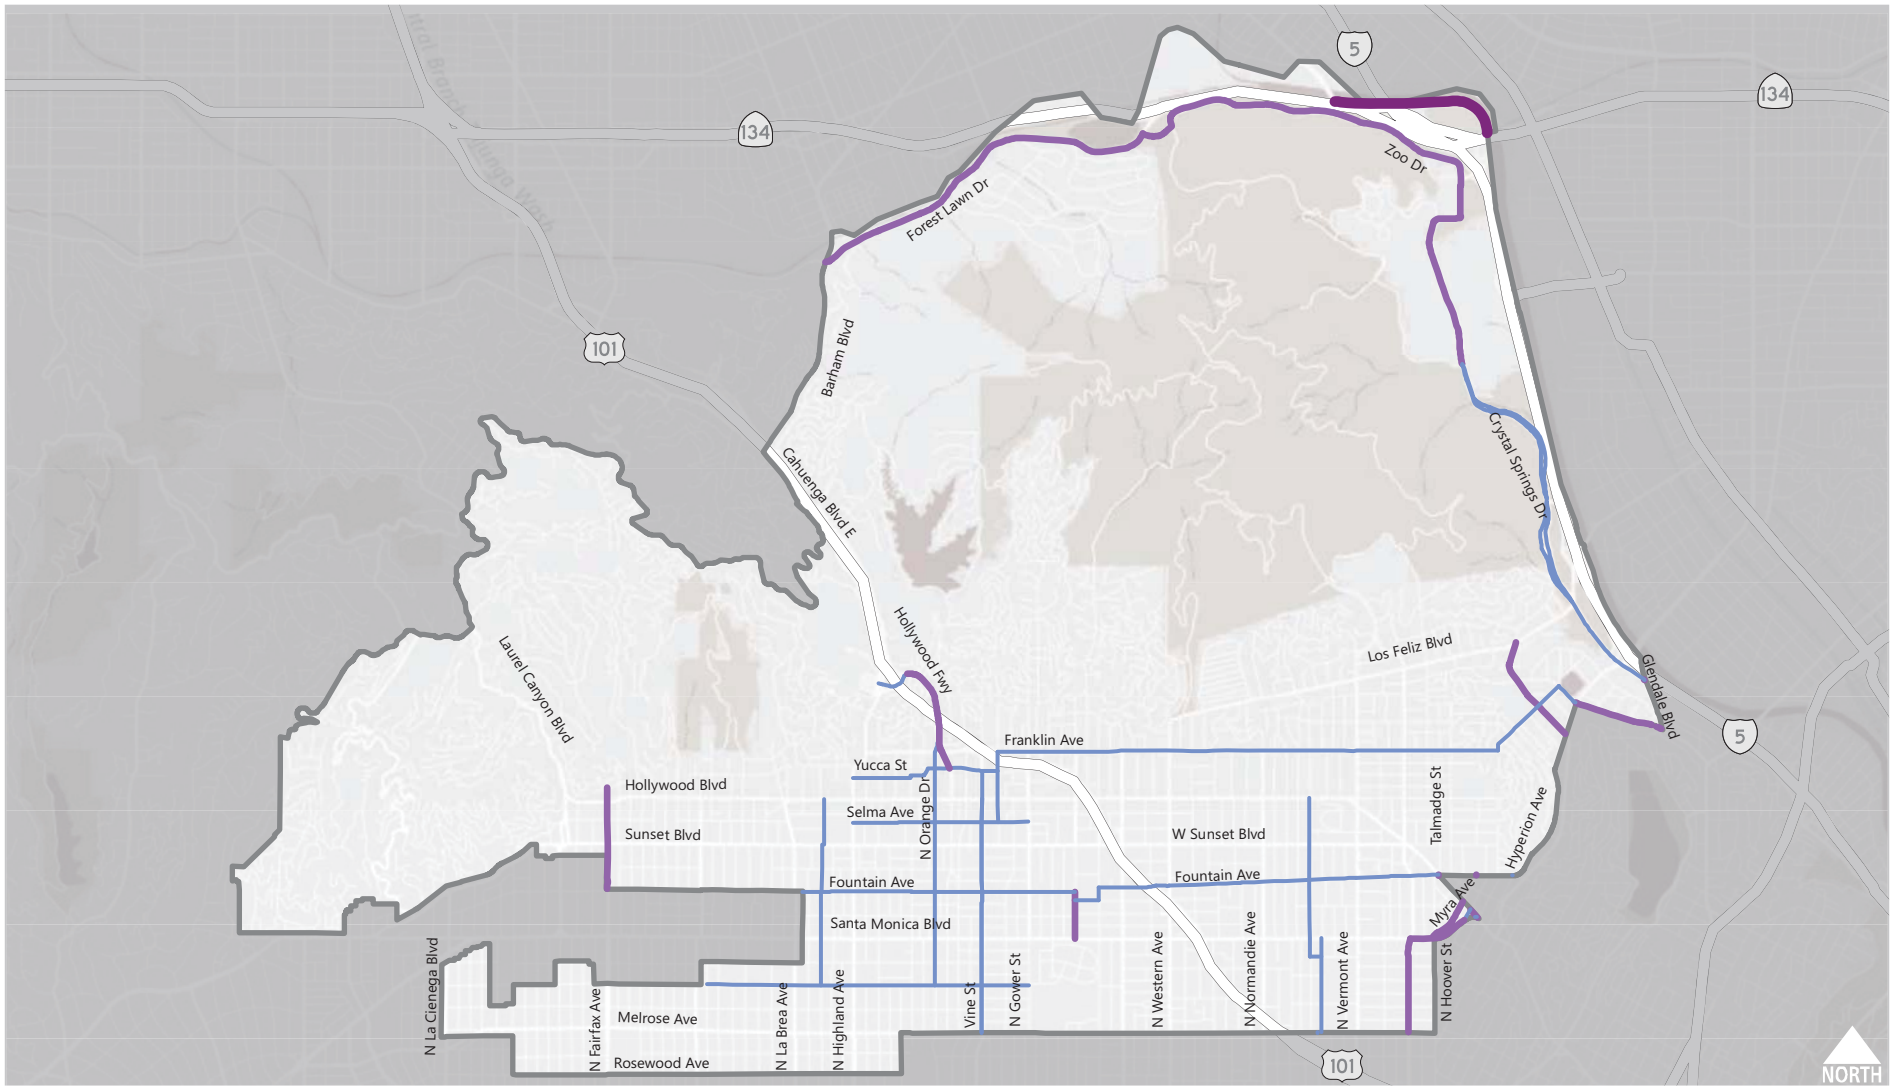 5
134
134
Zoo Dr
Forest Lawn Dr
tral Branch
Tujunga Wash
101
Barham Blvd
Crystal Springs Dr
Cahuenga Blvd E
Hollywood Fwy
Laurel Canyon Blvd
Los Feliz Blvd
Glendale Blvd
5
Franklin Ave
Yucca St
Hollywood Blvd
Selma Ave
N Orange Dr
Talmadge St
Hyperion Ave
Sunset Blvd
W Sunset Blvd
Fountain Ave
Fountain Ave
Myra Ave
Santa Monica Blvd
N La Cienega Blvd
N Fairfax Ave
Melrose Ave
N La Brea Ave
N Highland Ave
Vine St
N Gower St
N Western Ave
N Normandie Ave
N Vermont Ave
N Hoover St
Rosewood Ave
101
NORTH